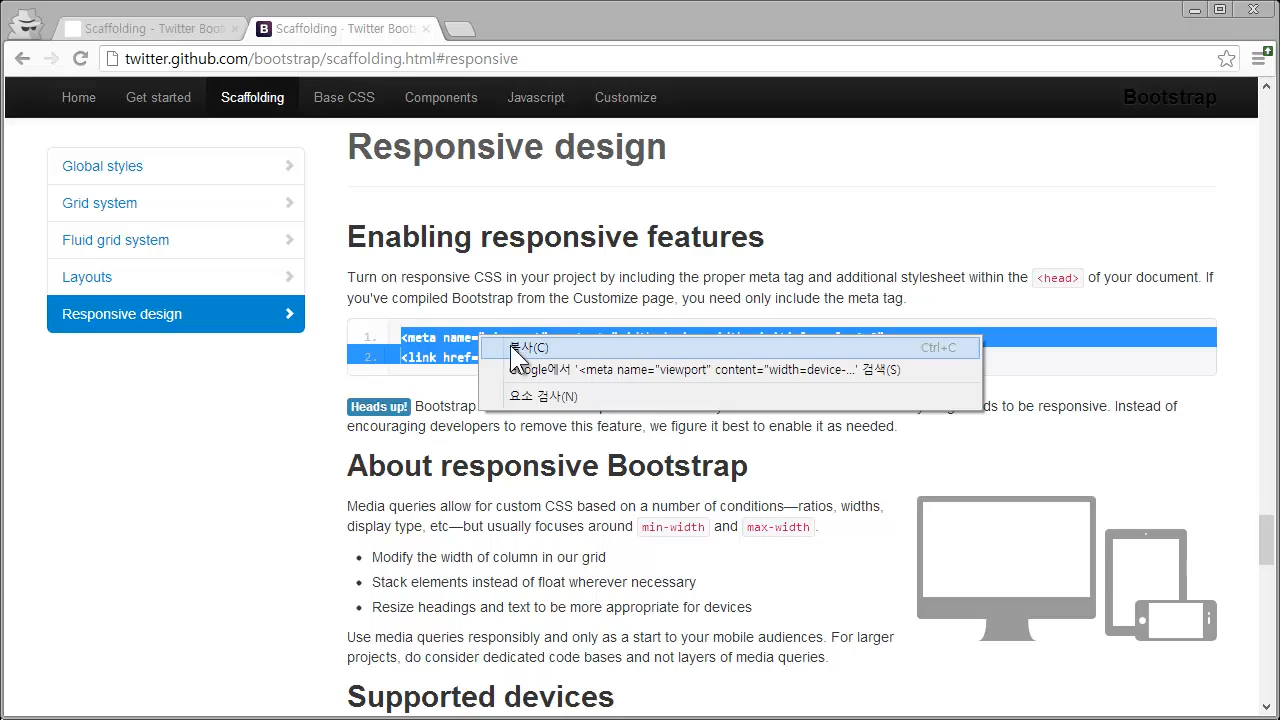 Scaffolding - Twitter Boot
Scaffolding - Twitter Boot
twitter.github.com/bootstrap/scaffolding.html#responsive
Home Get started Scaffolding Base CSS Components Javascript Customize Bootstrap
Global styles
Grid system
Fluid grid system
Layouts
Responsive design
Responsive design
Enabling responsive features
Turn on responsive CSS in your project by including the proper meta tag and additional stylesheet within the <head> of your document. If
you've compiled Bootstrap from the Customize page, you need only include the meta tag.
1. <meta name=
2. <link href=
복사(C) Ctrl+C
'<meta name="viewport" content="width=device-...' 검색(S)
요소 검사(N)
Heads up! Bootstrap to be responsive. Instead of
encouraging developers to remove this feature, we figure it best to enable it as needed.
About responsive Bootstrap
Media queries allow for custom CSS based on a number of conditions—ratios, widths,
display type, etc—but usually focuses around min-width and max-width.
• Modify the width of column in our grid
• Stack elements instead of float wherever necessary
• Resize headings and text to be more appropriate for devices
Use media queries responsibly and only as a start to your mobile audiences. For larger
projects, do consider dedicated code bases and not layers of media queries.
Supported devices